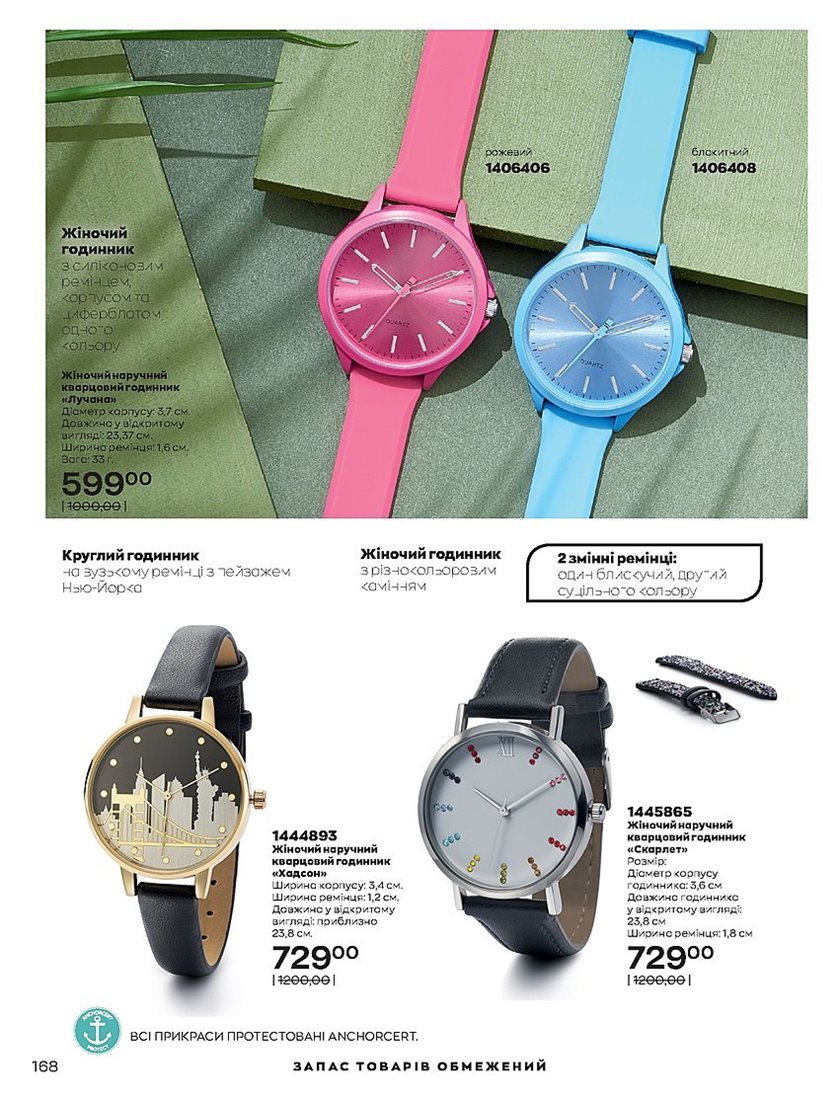 рожевий
1406406
блакитний
1406408
Жіночий
годинник
з силіконовим
ремінцем,
корпусом та
циферблатом
одного
кольору
Жіночий наручний
кварцовий годинник
«Лучана»
Діаметр корпусу: 3,7 см.
Довжина у відкритому
вигляді: 23,37 см.
Ширина ремінця: 1,6 см.
Вага: 33 г.
599⁰⁰
| 1000,00 |
QUARTZ
QUARTZ
Круглий годинник
на вузькому ремінці з пейзажем
Нью-Йорка
Жіночий годинник
з різнокольоровим
камінням
2 змінні ремінці:
один блискучий, другий
суцільного кольору
XII
1444893
Жіночий наручний
кварцовий годинник
«Хадсон»
Ширина корпусу: 3,4 см.
Ширина ремінця: 1,2 см.
Довжина у відкритому
вигляді: приблизно
23,8 см.
729⁰⁰
| 1200,00 |
1445865
Жіночий наручний
кварцовий годинник
«Скарлет»
Розмір:
Діаметр корпусу
годинника: 3,6 см
Довжина годинника
у відкритому вигляді:
23,8 см
Ширина ремінця: 1,8 см
729⁰⁰
| 1200,00 |
ANCHORCERT
PROTECT
ВСІ ПРИКРАСИ ПРОТЕСТОВАНІ ANCHORCERT.
168
ЗАПАС ТОВАРІВ ОБМЕЖЕНИЙ